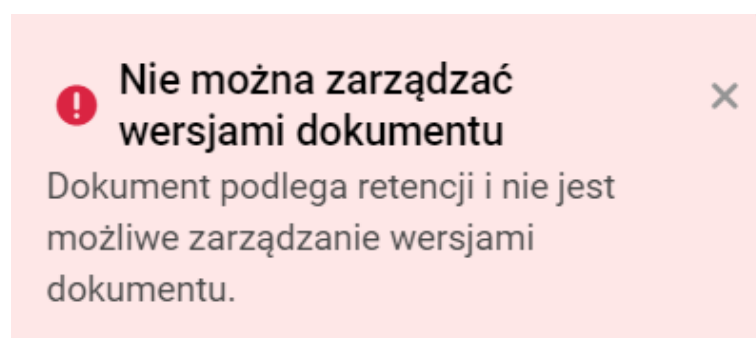 Nie można zarządzać
wersjami dokumentu
Dokument podlega retencji i nie jest
możliwe zarządzanie wersjami
dokumentu.